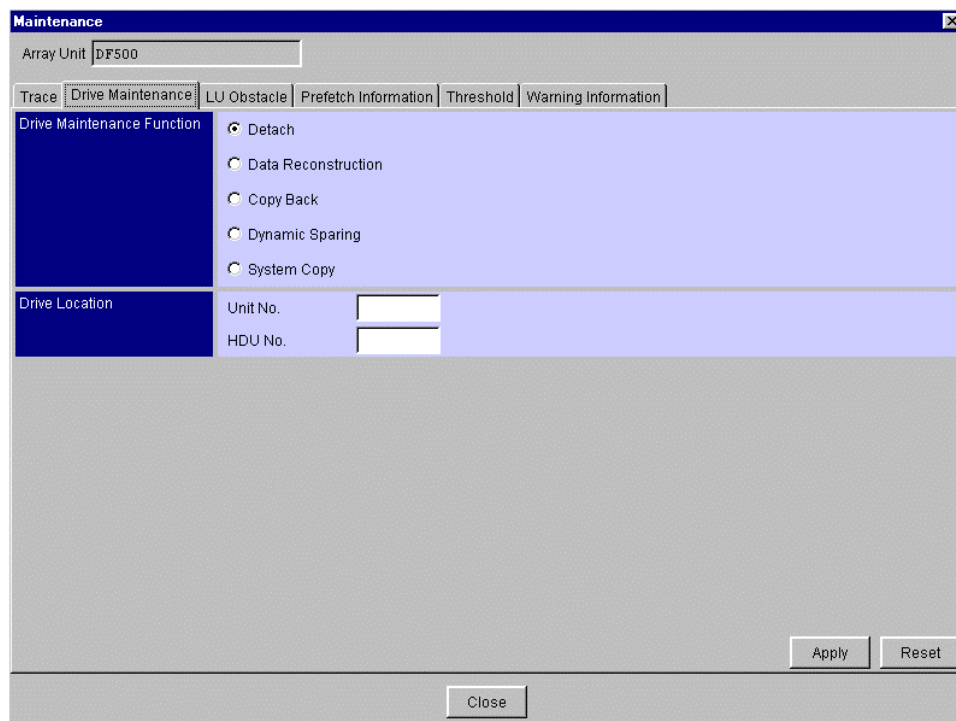 Maintenance
Array Unit DF500
Trace Drive Maintenance LU Obstacle Prefetch Information Threshold Warning Information
Drive Maintenance Function
Detach
Data Reconstruction
Copy Back
Dynamic Sparing
System Copy
Drive Location
Unit No.
HDU No.
Apply Reset
Close